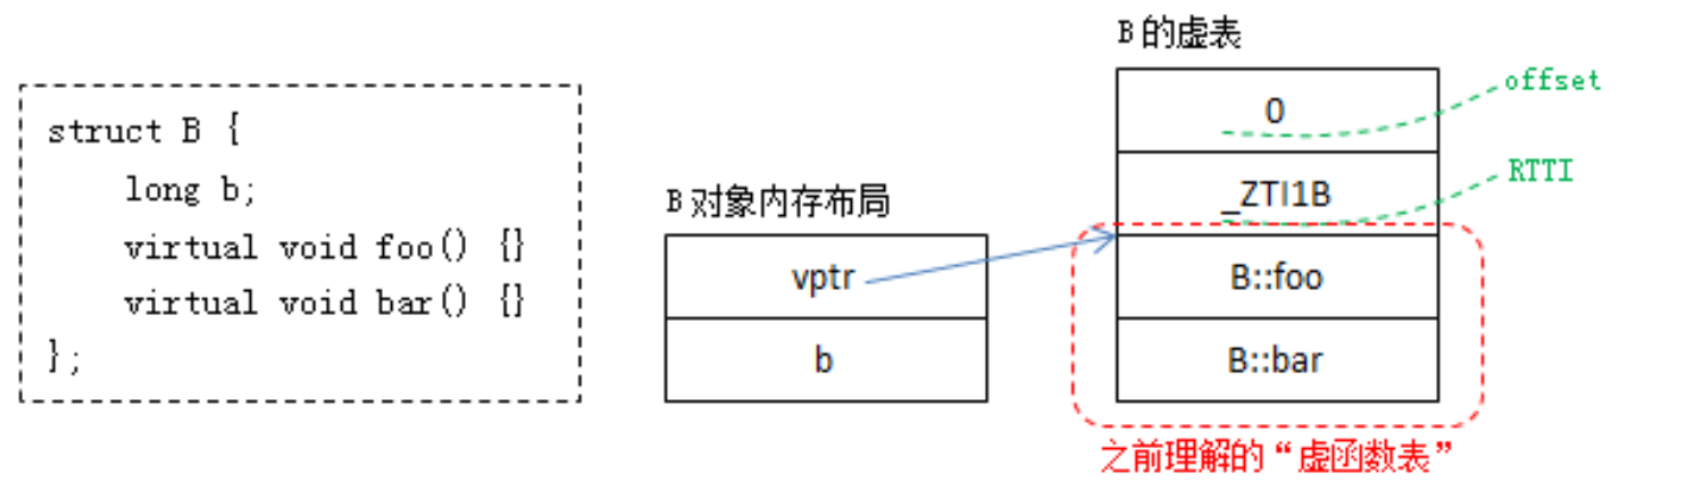 struct B {
long b;
virtual void foo() {}
virtual void bar() {}
};
B 对象内存布局
vptr
b
B 的虚表
0
offset
_ZTI1B
RTTI
B::foo
B::bar
之前理解的“虚函数表”